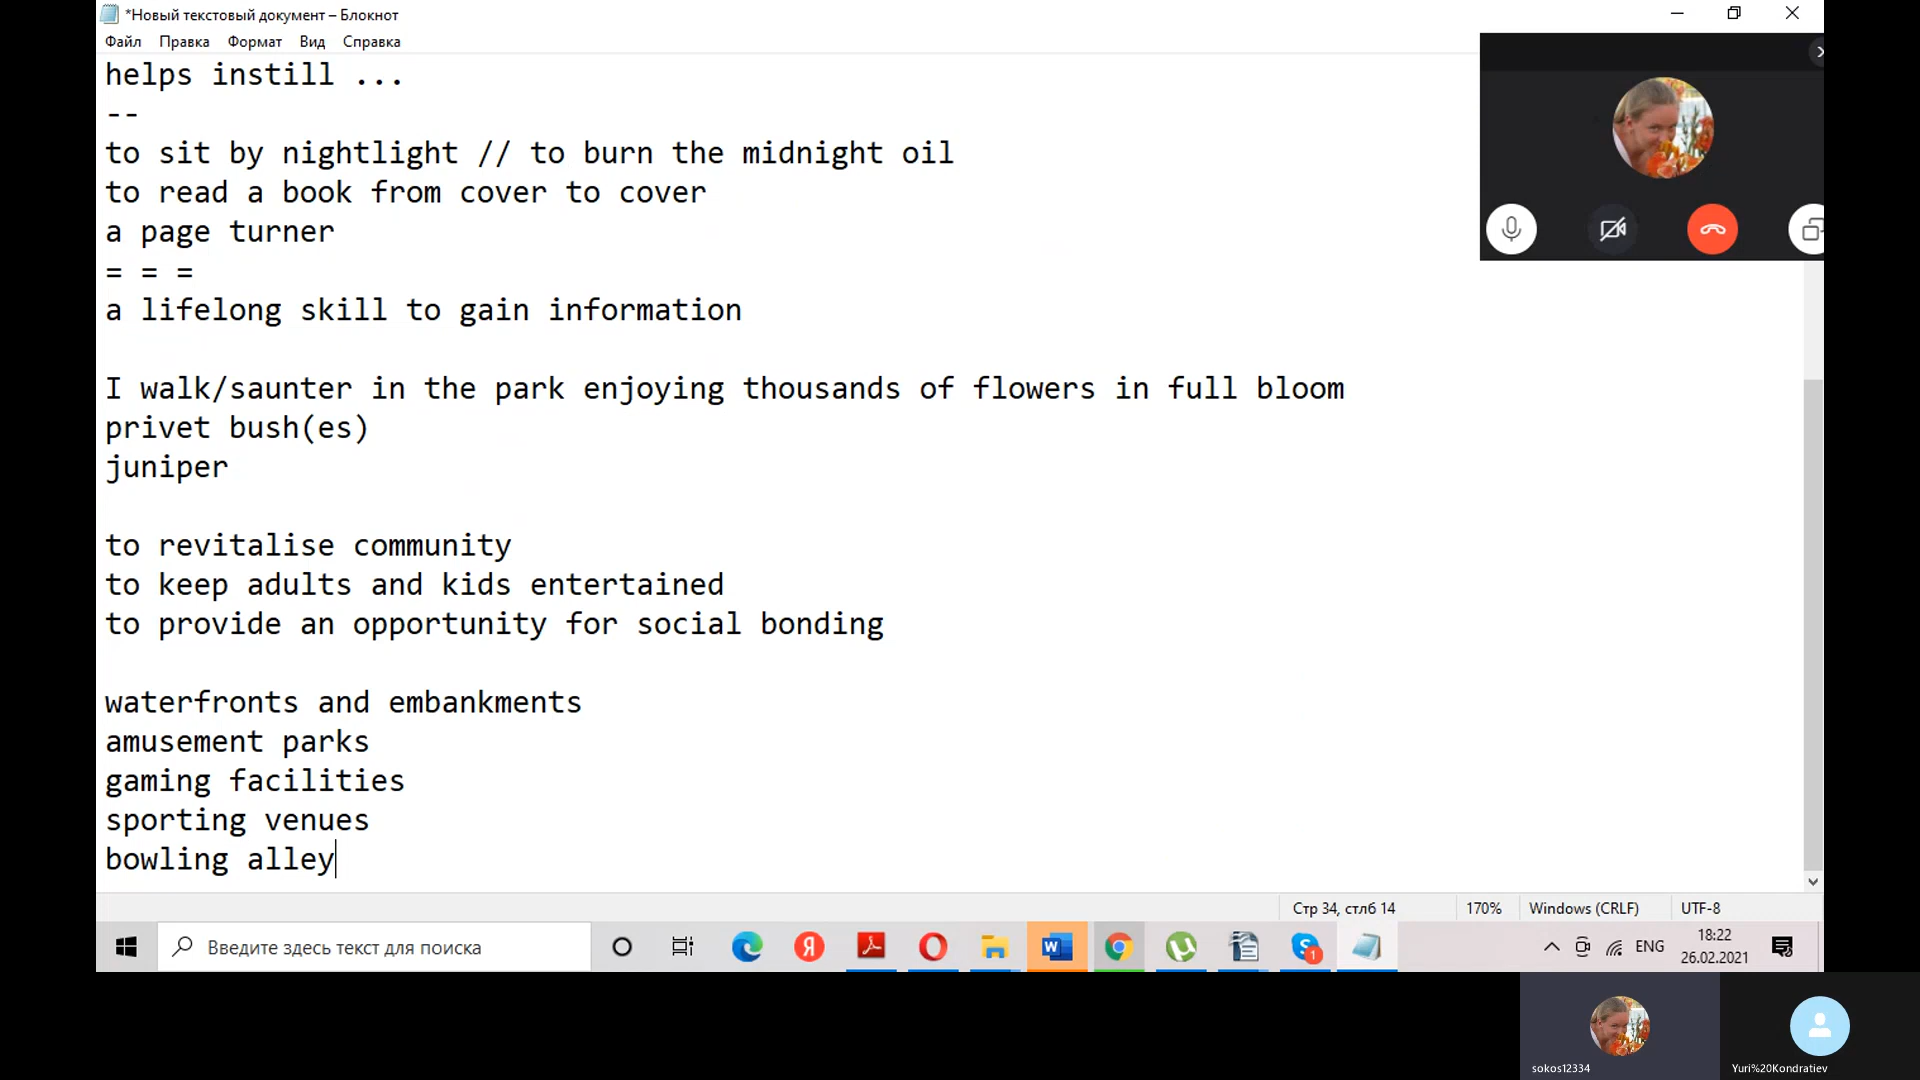 *Новый текстовый документ – Блокнот
Файл Правка Формат Вид Справка
helps instill ...
--
to sit by nightlight // to burn the midnight oil
to read a book from cover to cover
a page turner
= = =
a lifelong skill to gain information
I walk/saunter in the park enjoying thousands of flowers in full bloom
privet bush(es)
juniper
to revitalise community
to keep adults and kids entertained
to provide an opportunity for social bonding
waterfronts and embankments
amusement parks
gaming facilities
sporting venues
bowling alley
Стр 34, стлб 14 170% Windows (CRLF) UTF-8
Введите здесь текст для поиска
ENG
18:22
26.02.2021
sokos12334
Yuri%20Kondratiev